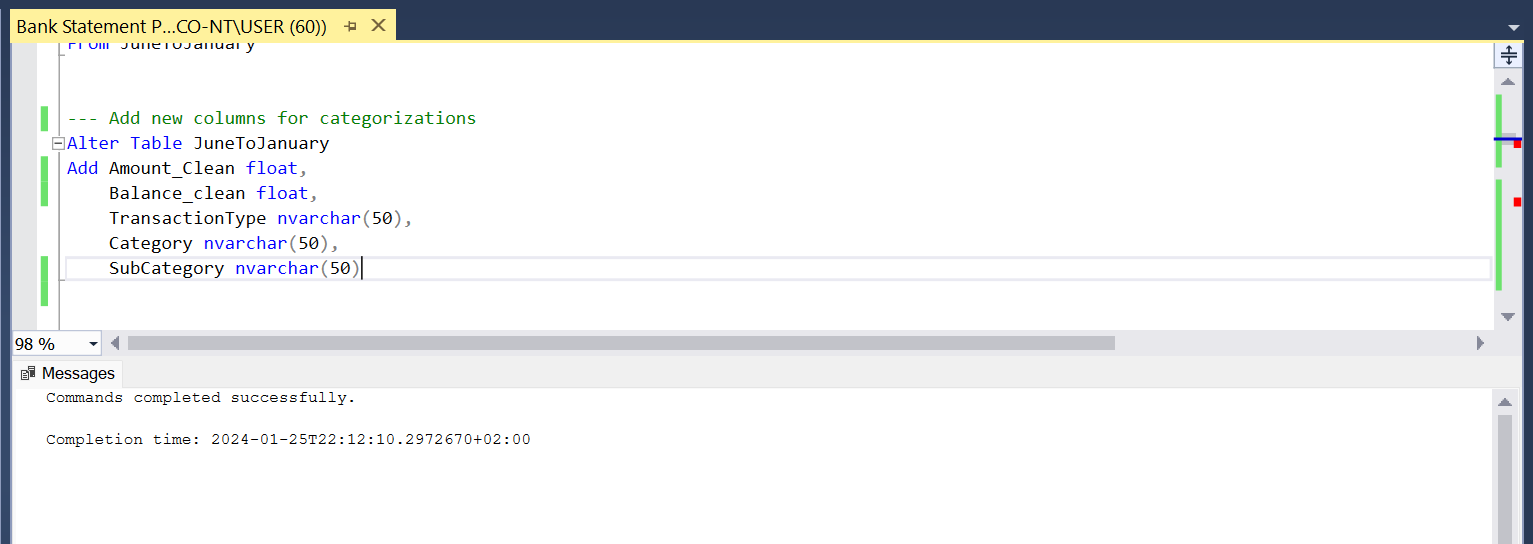 Bank Statement P...CO-NT\USER (60))
From JuneToJanuary
--- Add new columns for categorizations
Alter Table JuneToJanuary
Add Amount_Clean float,
    Balance_clean float,
    TransactionType nvarchar(50),
    Category nvarchar(50),
    SubCategory nvarchar(50)
98 %
Messages
Commands completed successfully.
Completion time: 2024-01-25T22:12:10.2972670+02:00